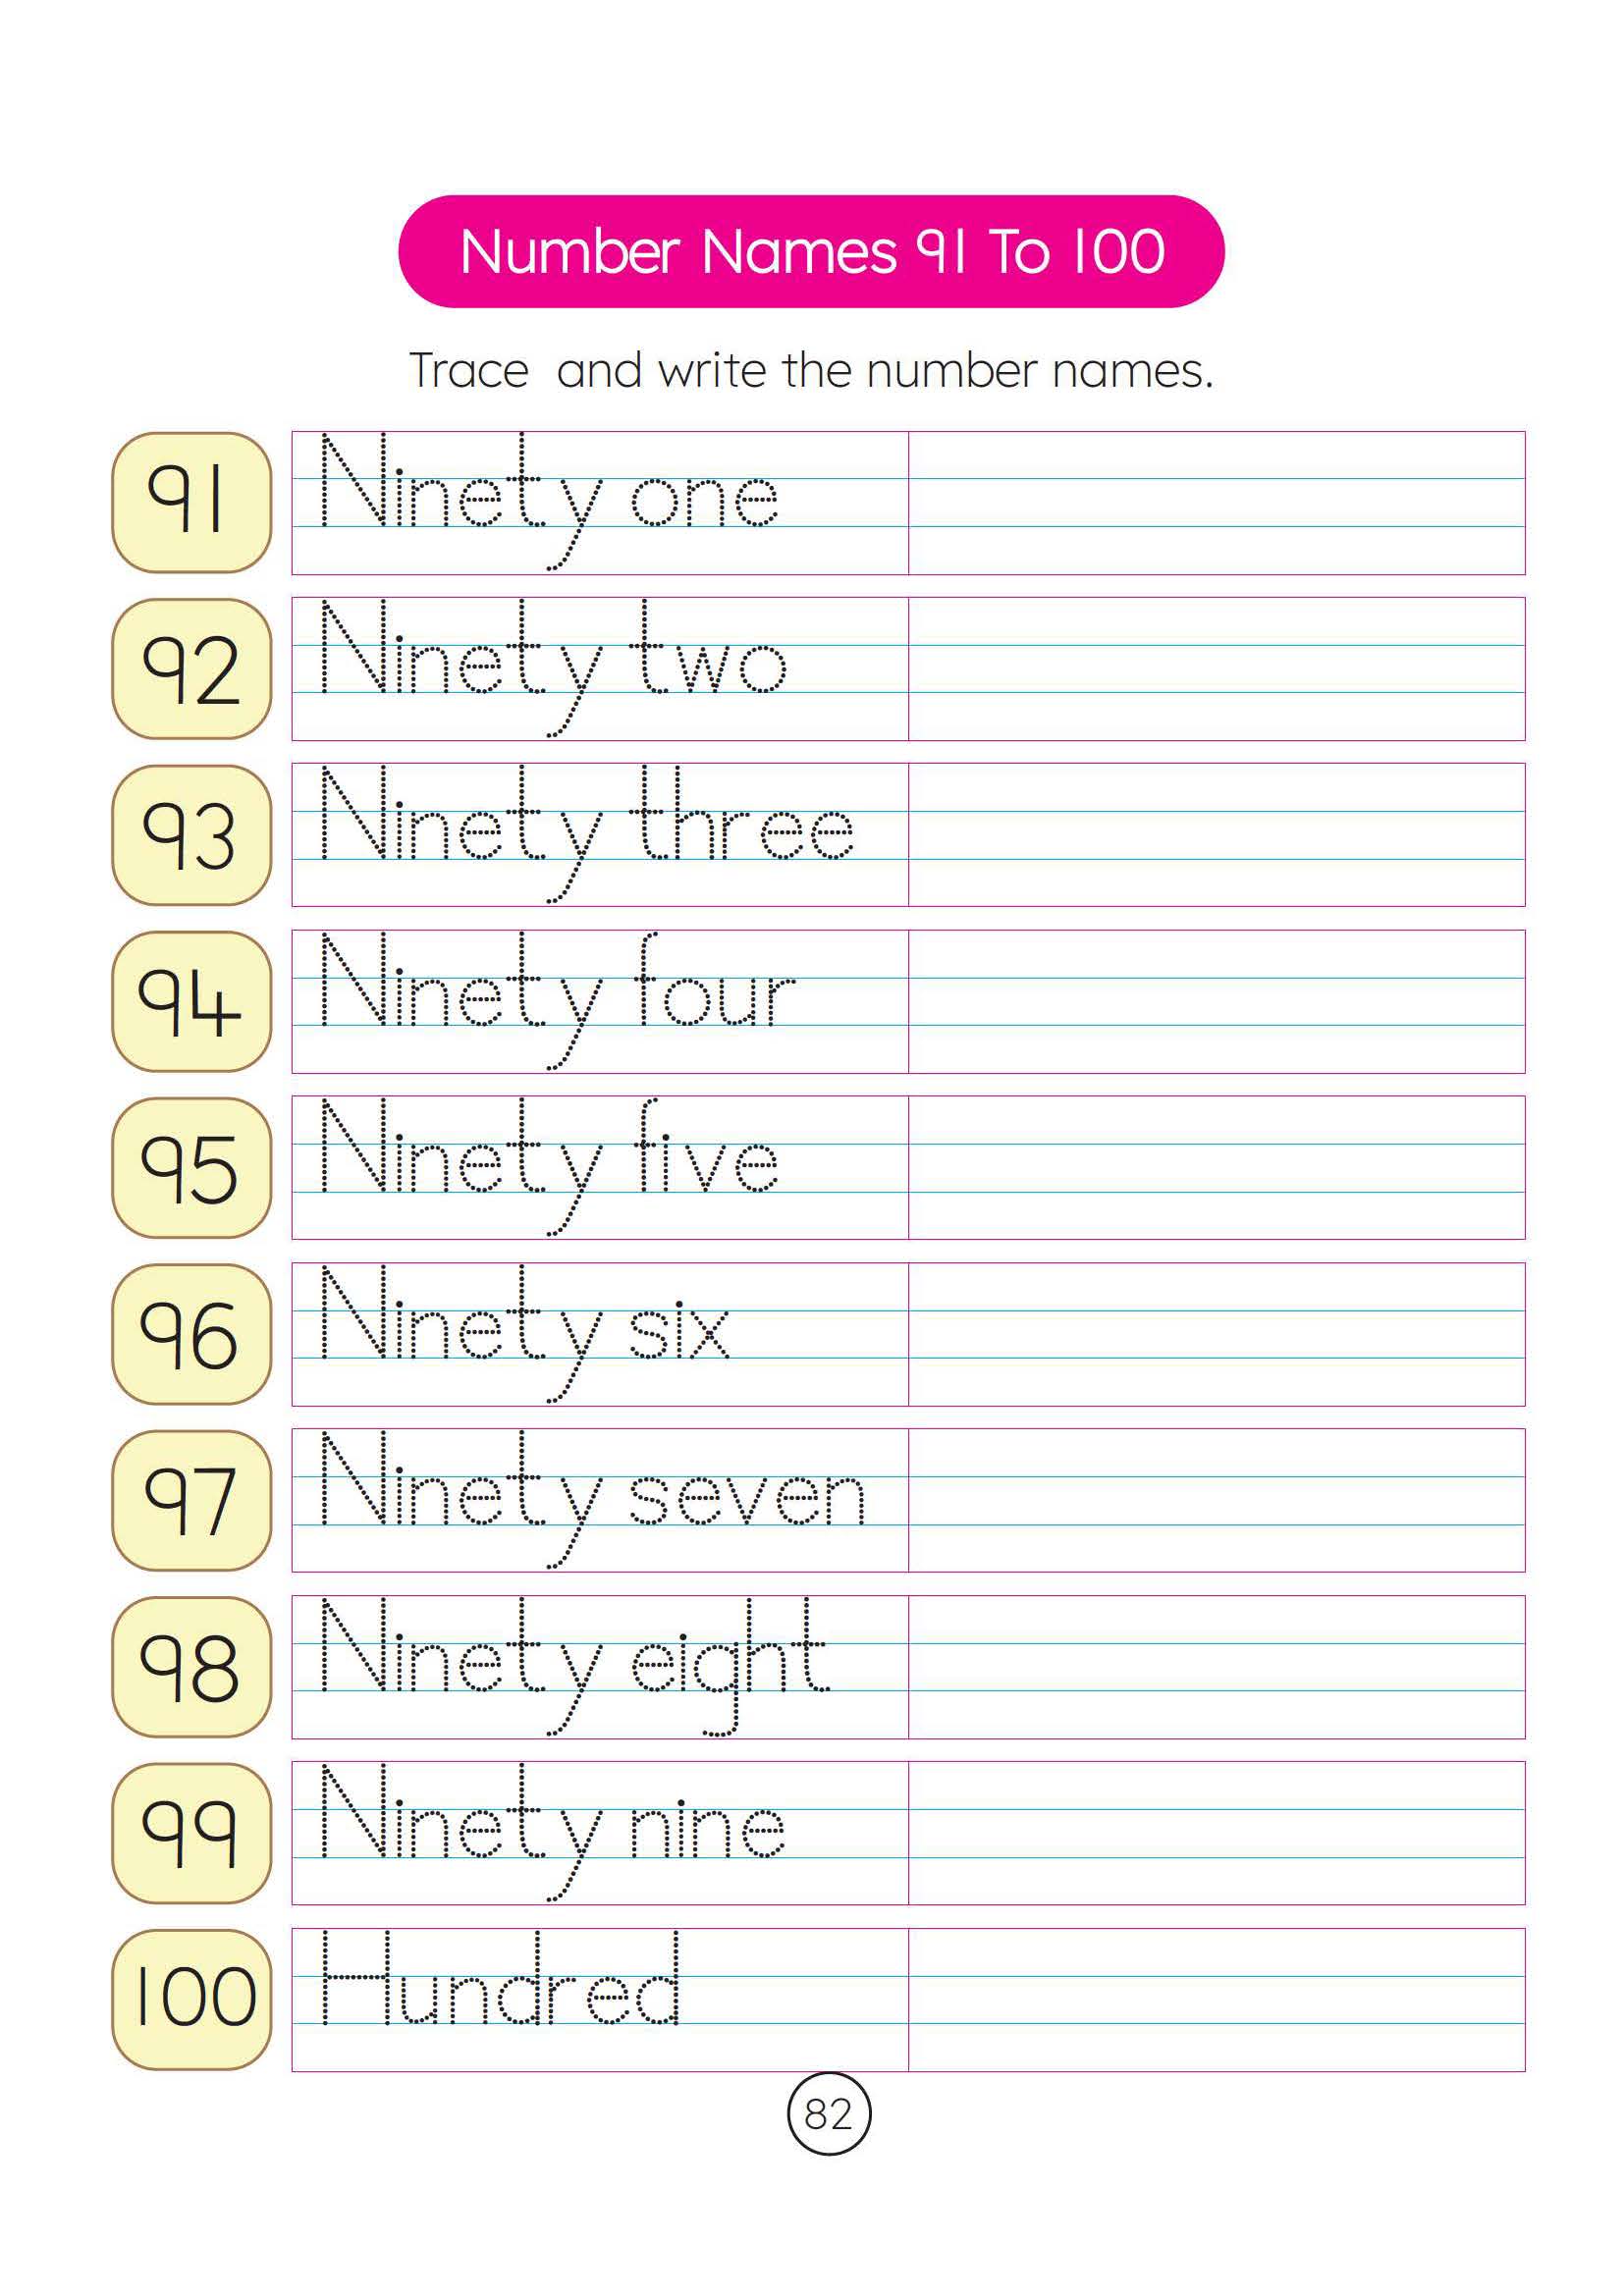 Number Names 91 To 100
Trace and write the number names.
91 Ninety one
92 Ninety two
93 Ninety three
94 Ninety four
95 Ninety five
96 Ninety six
97 Ninety seven
98 Ninety eight
99 Ninety nine
100 Hundred
82